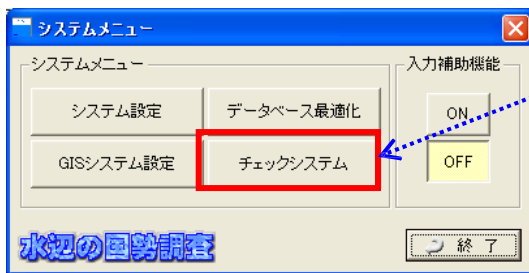 システムメニュー
システムメニュー
入力補助機能
システム設定
データベース最適化
ON
GISシステム設定
チェックシステム
OFF
水辺の国勢調査
終 了